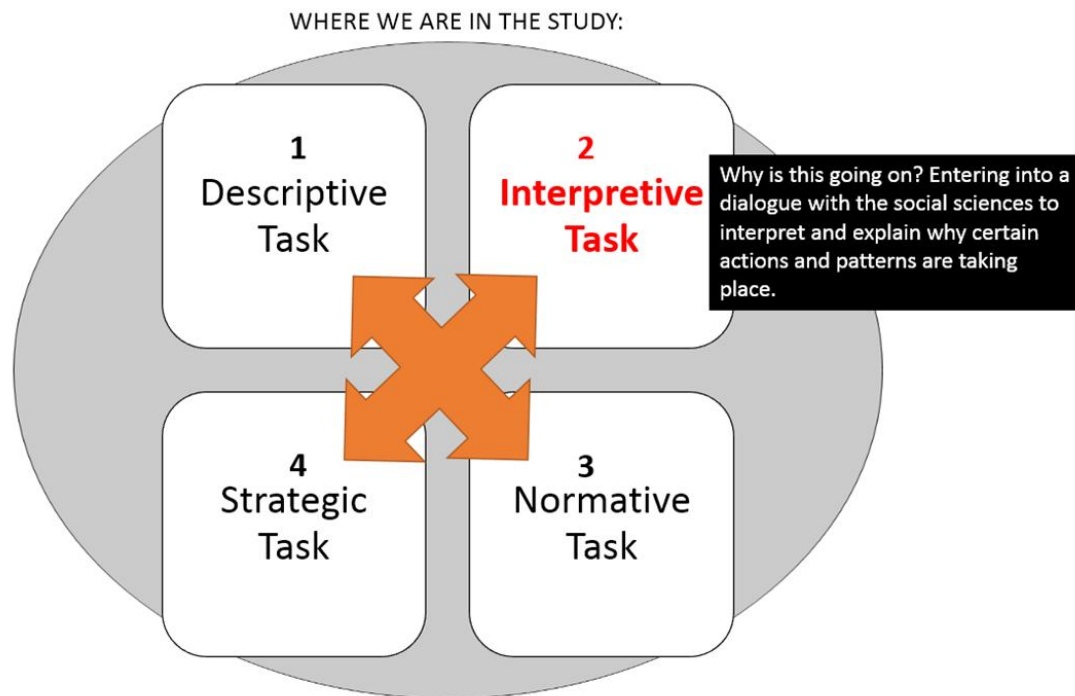 WHERE WE ARE IN THE STUDY:
1
Descriptive
Task
2
Interpretive
Task
Why is this going on? Entering into a
dialogue with the social sciences to
interpret and explain why certain
actions and patterns are taking
place.
4
Strategic
Task
3
Normative
Task